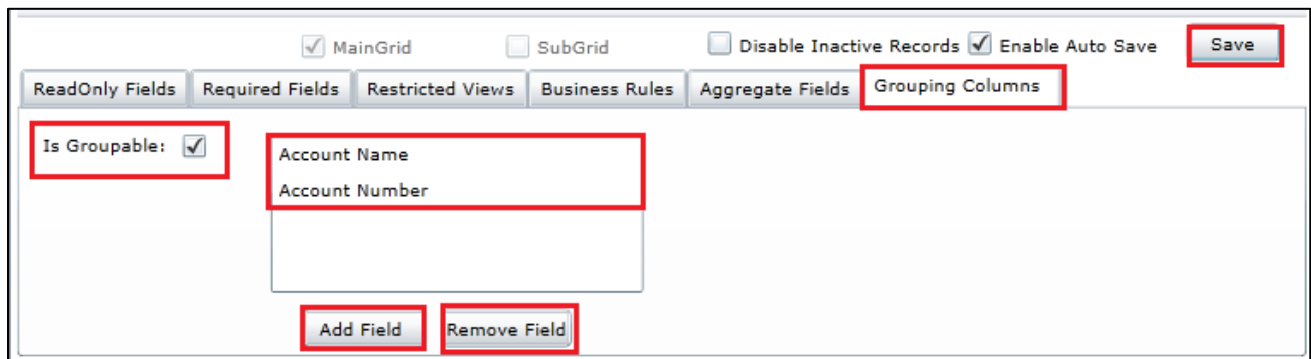 MainGrid SubGrid Disable Inactive Records Enable Auto Save Save
ReadOnly Fields Required Fields Restricted Views Business Rules Aggregate Fields Grouping Columns
Is Groupable:
Account Name
Account Number
Add Field Remove Field